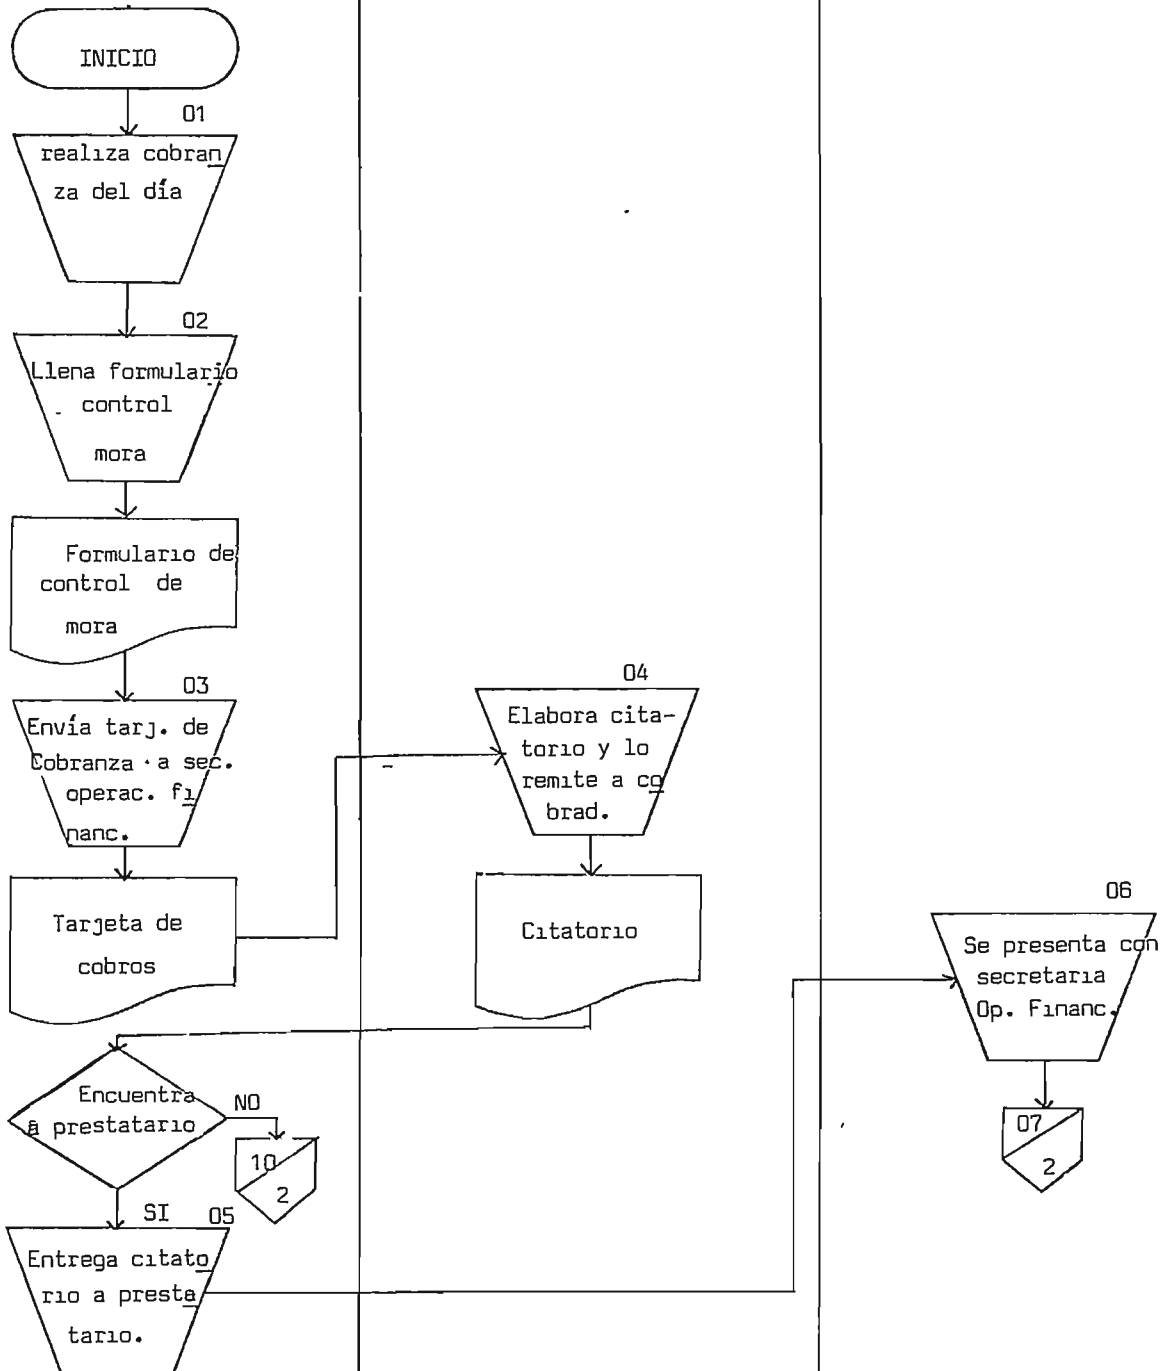 INICIO
01
realiza cobran
za del día
02
Llena formulario
control
mora
Formulario de
control de
mora
03
Envía tarj. de
Cobranza a sec.
operac. fi
nanc.
Tarjeta de
cobros
04
Elabora cita-
torio y lo
remite a co
brad.
Citatorio
Encuentra
a prestatario
NO
10
2
SI
05
Entrega citato
rio a presta
tario.
06
Se presenta con
secretaria
Op. Financ.
07
2